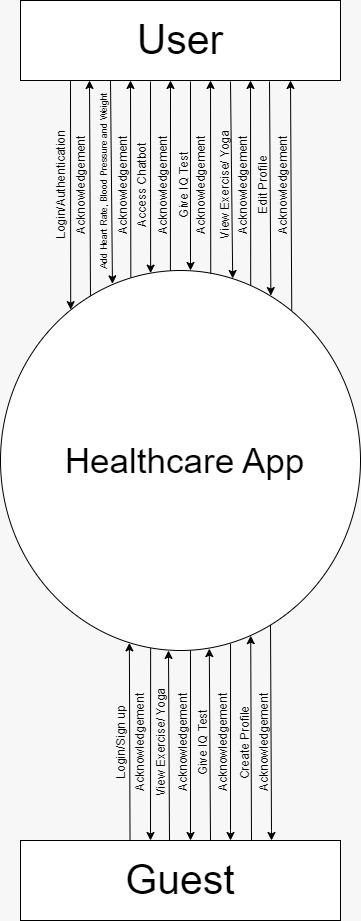 User
Login/Authentication
Acknowledgement
Add Heart Rate, Blood Pressure and Weight
Acknowledgement
Access Chatbot
Acknowledgement
Give IQ Test
Acknowledgement
View Exercise/ Yoga
Acknowledgement
Edit Profile
Acknowledgement
Healthcare App
Login/Sign up
Acknowledgement
View Exercise/ Yoga
Acknowledgement
Give IQ Test
Acknowledgement
Create Profile
Acknowledgement
Guest